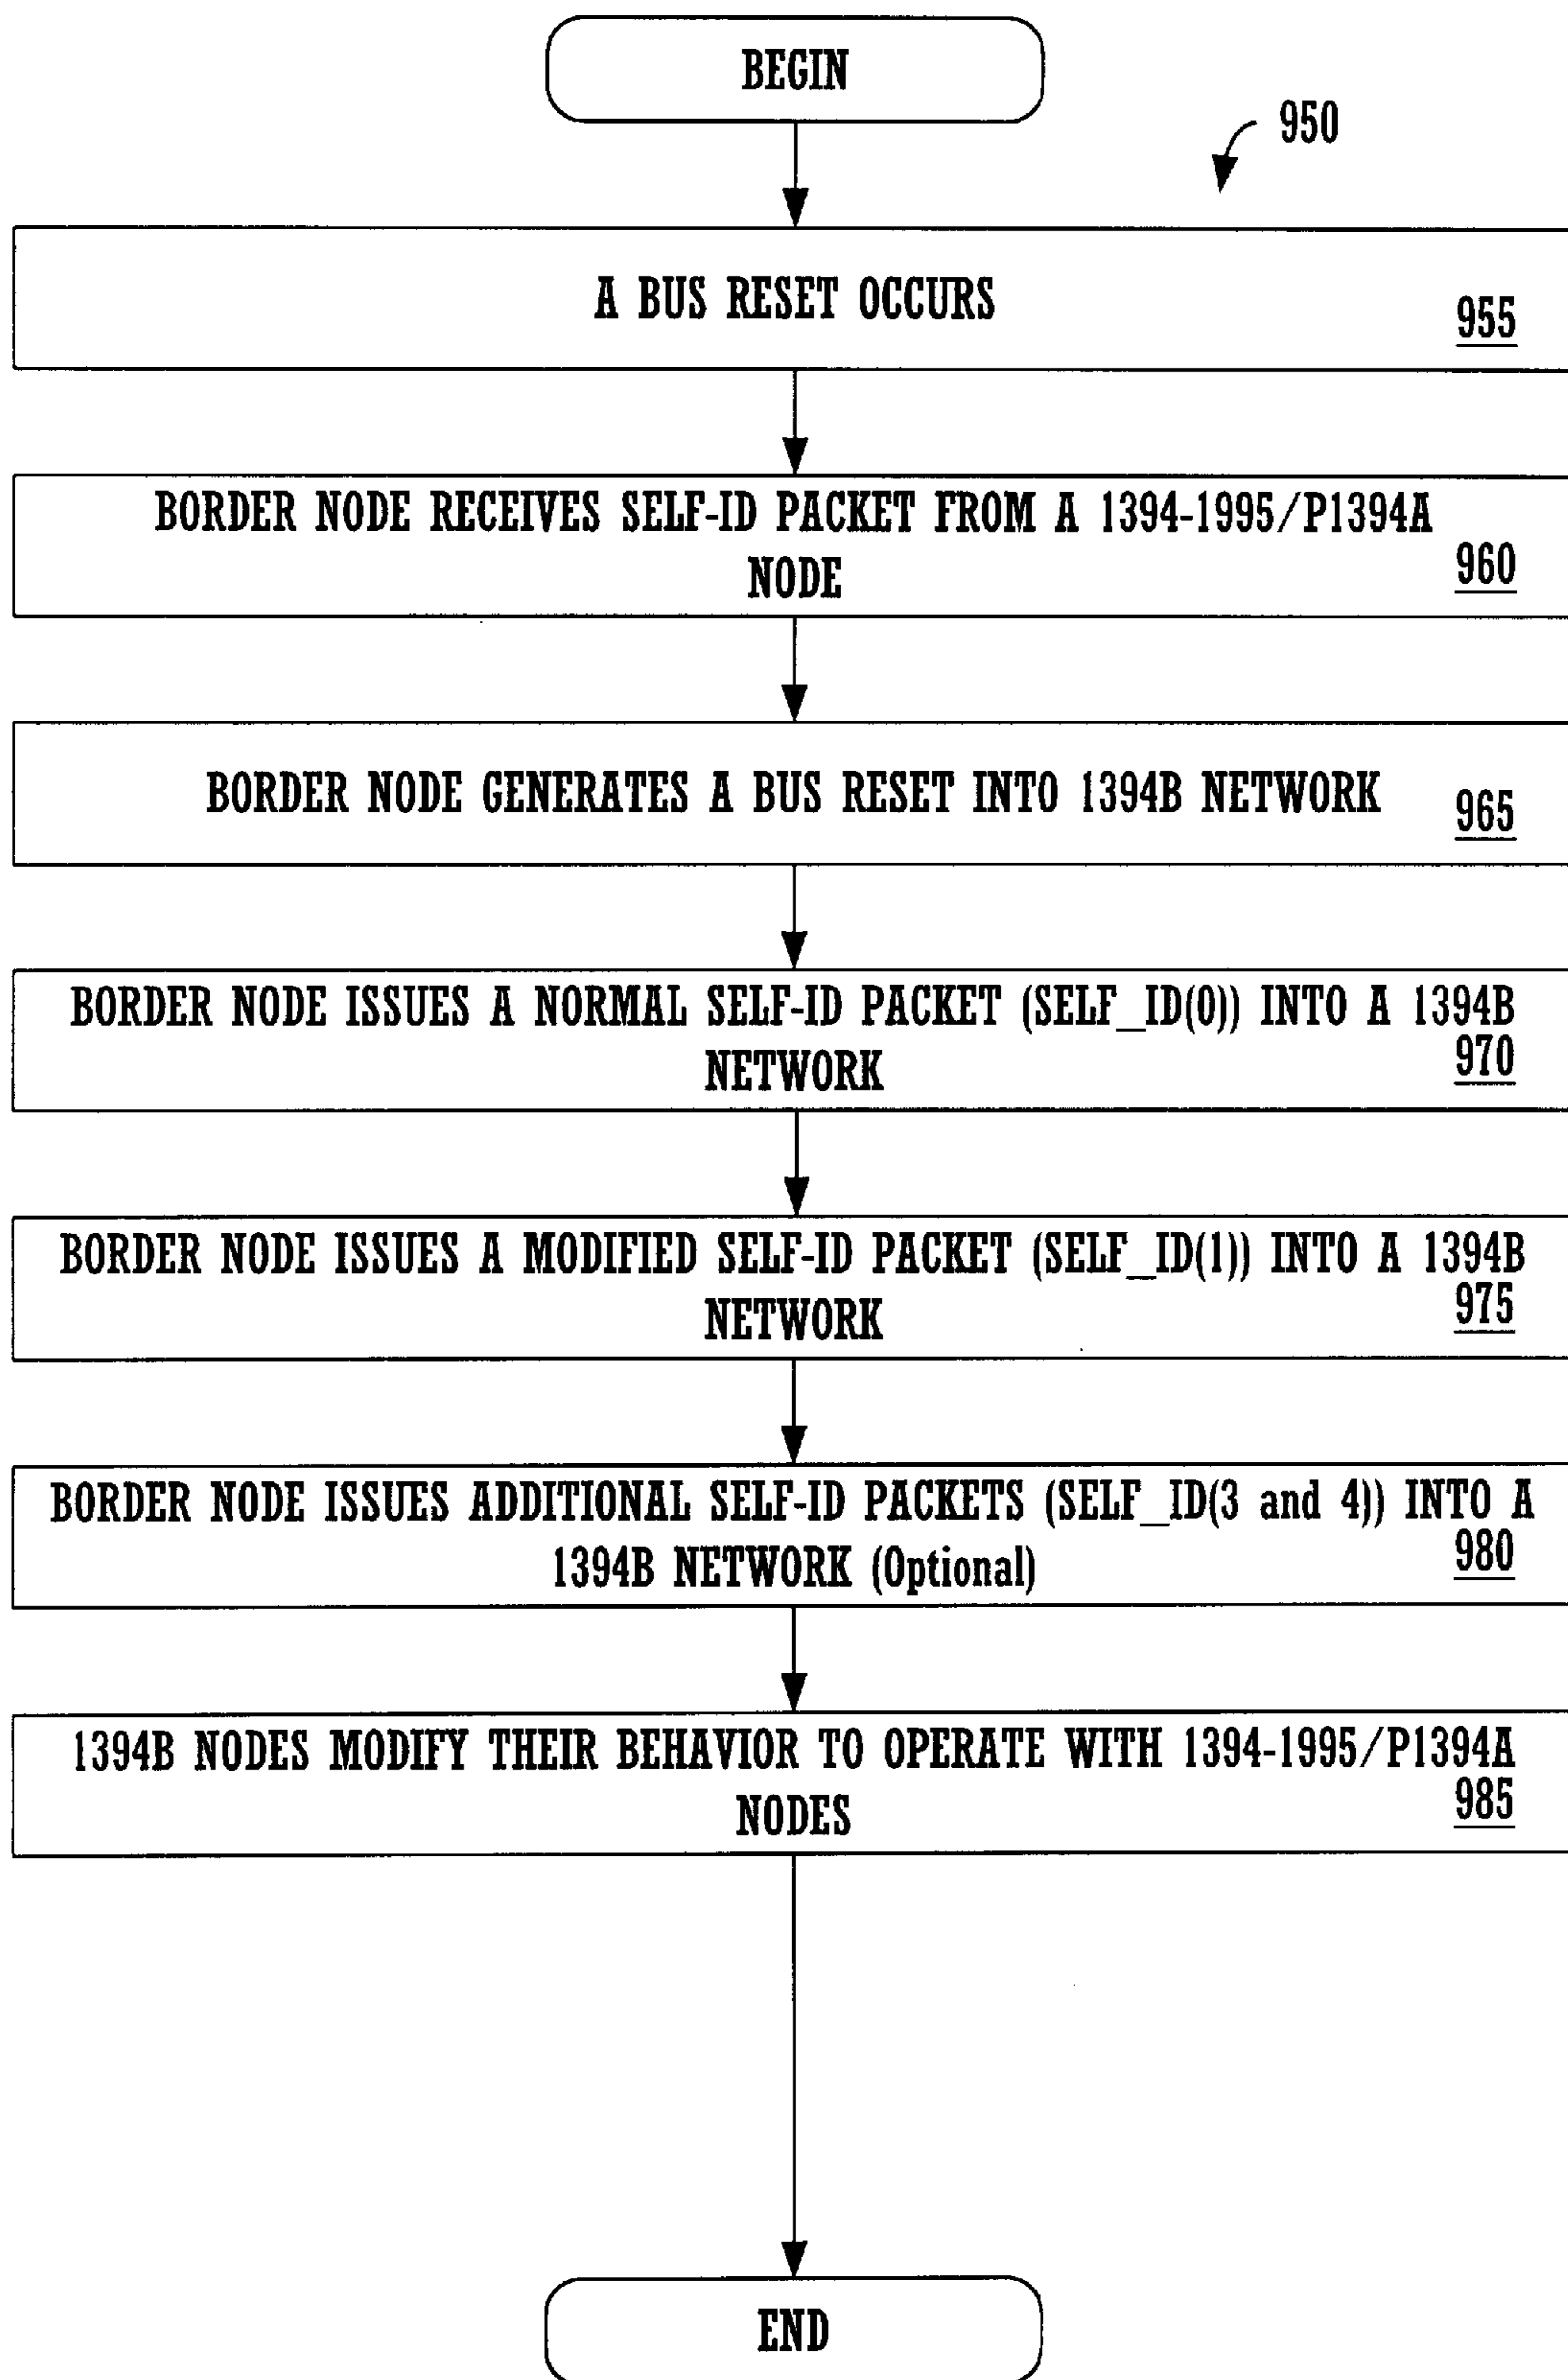 BEGIN
950
A BUS RESET OCCURS
955
BORDER NODE RECEIVES SELF-ID PACKET FROM A 1394-1995/P1394A
NODE
960
BORDER NODE GENERATES A BUS RESET INTO 1394B NETWORK
965
BORDER NODE ISSUES A NORMAL SELF-ID PACKET (SELF_ID(0)) INTO A 1394B
NETWORK
970
BORDER NODE ISSUES A MODIFIED SELF-ID PACKET (SELF_ID(1)) INTO A 1394B
NETWORK
975
BORDER NODE ISSUES ADDITIONAL SELF-ID PACKETS (SELF_ID(3 and 4)) INTO A
1394B NETWORK (Optional)
980
1394B NODES MODIFY THEIR BEHAVIOR TO OPERATE WITH 1394-1995/P1394A
NODES
985
END